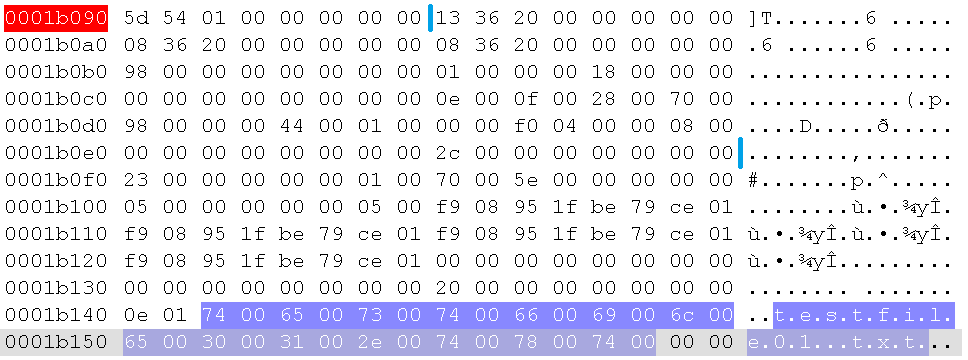 0001b090 5d 54 01 00 00 00 00 00 13 36 20 00 00 00 00 00 ]T.......6 .....
0001b0a0 08 36 20 00 00 00 00 00 08 36 20 00 00 00 00 00 .6 ......6 .....
0001b0b0 98 00 00 00 00 00 00 00 01 00 00 00 18 00 00 00 ................
0001b0c0 00 00 00 00 00 00 00 00 0e 00 0f 00 28 00 70 00 ............(.p.
0001b0d0 98 00 00 00 44 00 01 00 00 00 f0 04 00 00 08 00 ....D.....ð.....
0001b0e0 00 00 00 00 00 00 00 00 2c 00 00 00 00 00 00 00 ........,.......
0001b0f0 23 00 00 00 00 00 01 00 70 00 5e 00 00 00 00 00 #.......p.^.....
0001b100 05 00 00 00 00 00 05 00 f9 08 95 1f be 79 ce 01 ........ù.•.¾yÎ.
0001b110 f9 08 95 1f be 79 ce 01 f9 08 95 1f be 79 ce 01 ù.•.¾yÎ.ù.•.¾yÎ.
0001b120 f9 08 95 1f be 79 ce 01 00 00 00 00 00 00 00 00 ù.•.¾yÎ.........
0001b130 00 00 00 00 00 00 00 00 20 00 00 00 00 00 00 00 ........ .......
0001b140 0e 01 74 00 65 00 73 00 74 00 66 00 69 00 6c 00 ..t.e.s.t.f.i.l.
0001b150 65 00 30 00 31 00 2e 00 74 00 78 00 74 00 00 00 e.0.1...t.x.t...